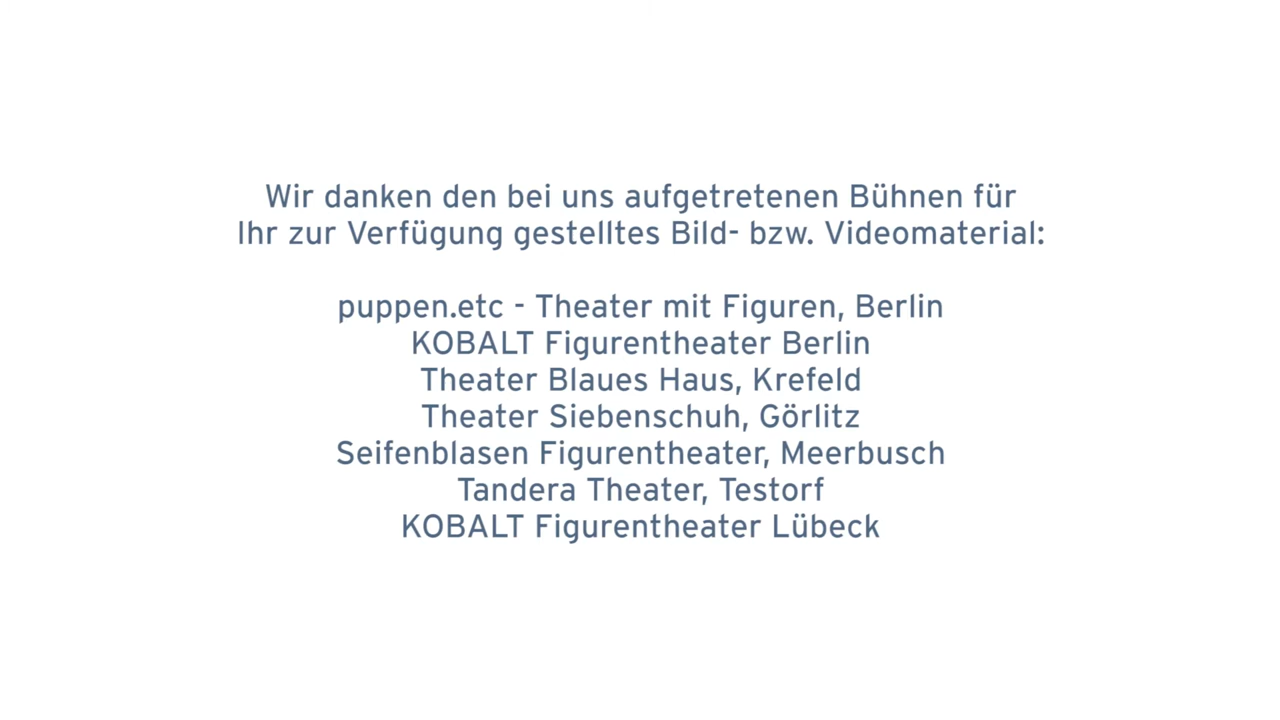 Wir danken den bei uns aufgetretenen Bühnen für
Ihr zur Verfügung gestelltes Bild- bzw. Videomaterial:
puppen.etc - Theater mit Figuren, Berlin
KOBALT Figurentheater Berlin
Theater Blaues Haus, Krefeld
Theater Siebenschuh, Görlitz
Seifenblasen Figurentheater, Meerbusch
Tandera Theater, Testorf
KOBALT Figurentheater Lübeck